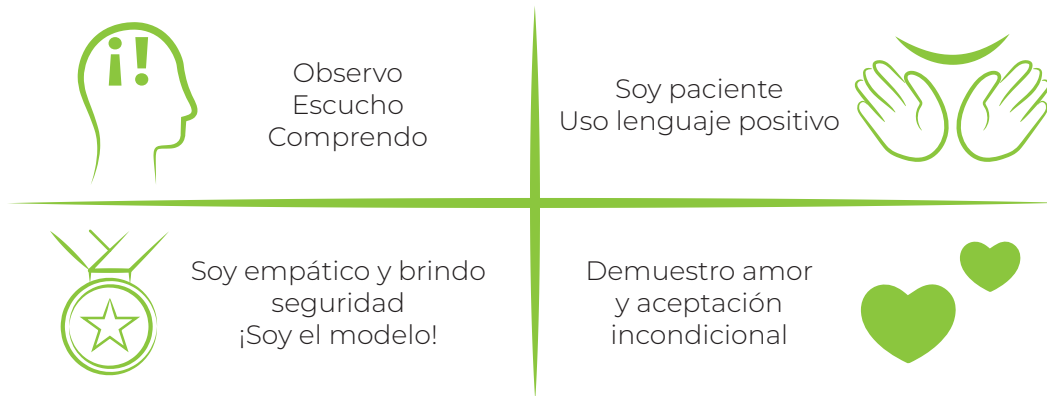 ¡!
Observo
Escucho
Comprendo
Soy paciente
Uso lenguaje positivo
Soy empático y brindo
seguridad
¡Soy el modelo!
Demuestro amor
y aceptación
incondicional